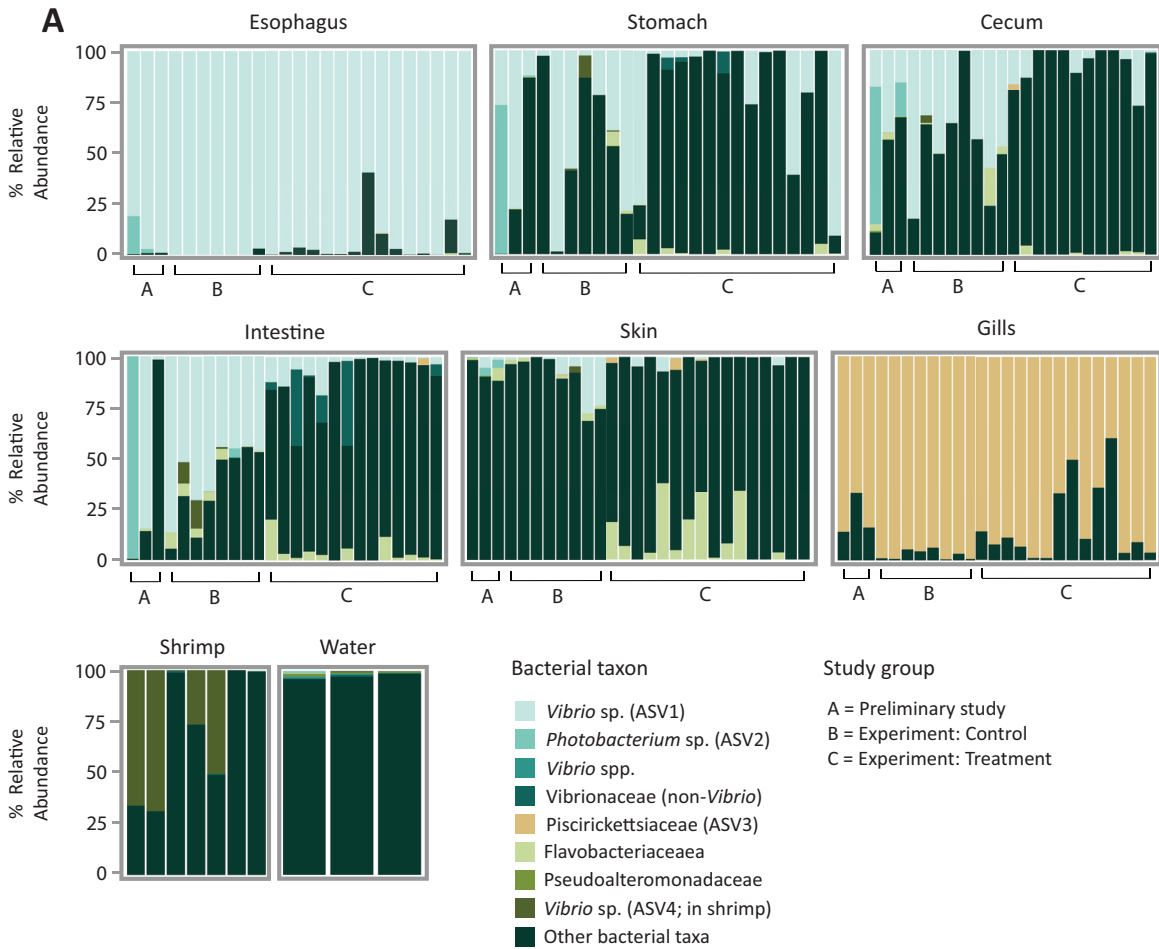 A
Esophagus
Stomach
Cecum
% Relative
Abundance
100
75
50
25
0
A
B
C
A
B
C
A
B
C
Intestine
Skin
Gills
% Relative
Abundance
100
75
50
25
0
A
B
C
A
B
C
A
B
C
Shrimp
Water
% Relative
Abundance
100
75
50
25
0
Bacterial taxon
Vibrio sp. (ASV1)
Photobacterium sp. (ASV2)
Vibrio spp.
Vibrionaceae (non-Vibrio)
Piscirickettsiaceae (ASV3)
Flavobacteriaceaea
Pseudoalteromonadaceae
Vibrio sp. (ASV4; in shrimp)
Other bacterial taxa
Study group
A = Preliminary study
B = Experiment: Control
C = Experiment: Treatment